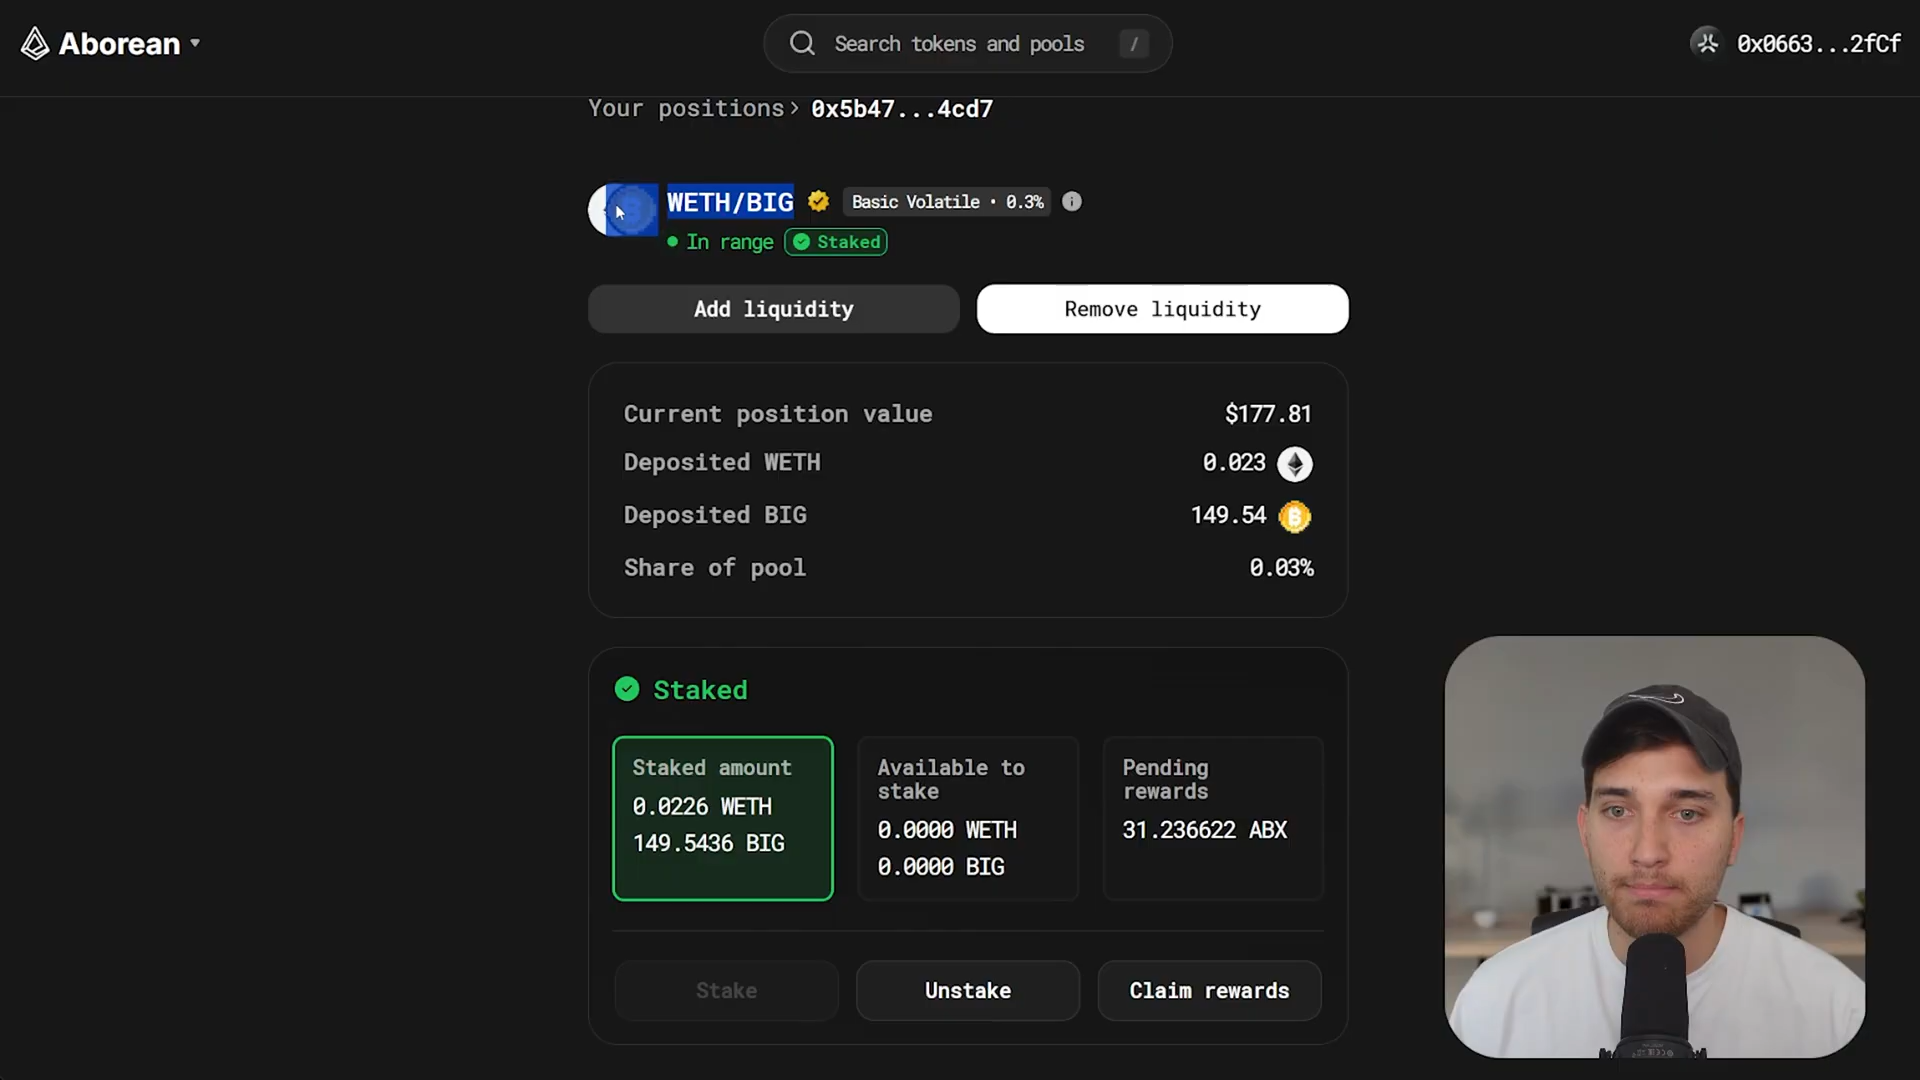 Aborean
Search tokens and pools /
0x0663...2fCf
Your positions > 0x5b47...4cd7
WETH/BIG Basic Volatile • 0.3%
In range Staked
Add liquidity
Remove liquidity
Current position value $177.81
Deposited WETH 0.023
Deposited BIG 149.54
Share of pool 0.03%
Staked
Staked amount
0.0226 WETH
149.5436 BIG
Available to
stake
0.0000 WETH
0.0000 BIG
Pending
rewards
31.236622 ABX
Stake
Unstake
Claim rewards